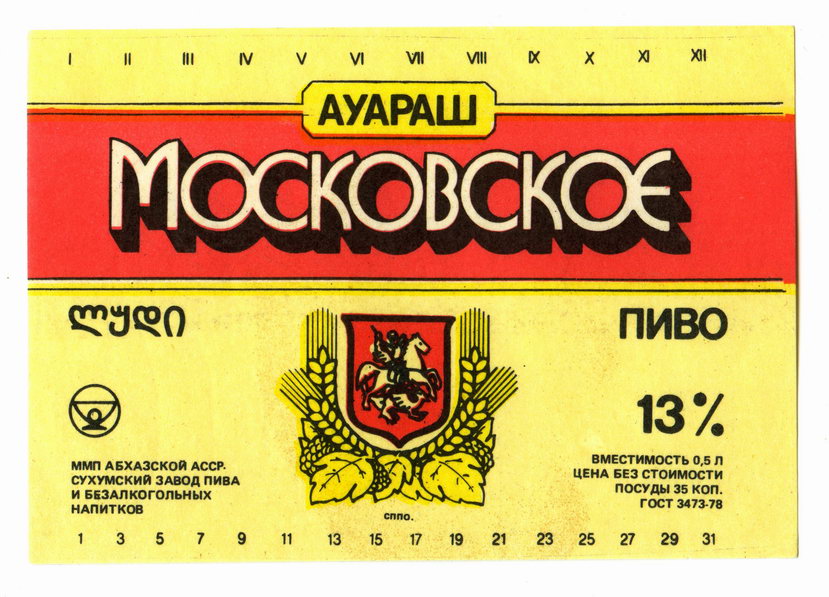 I II III IV V VI VII VIII IX X XI XII
АУАРАШ
МОСКОВСКОЕ
ლუდი
ПИВО
13%
ММП АБХАЗСКОЙ АССР.
СУХУМСКИЙ ЗАВОД ПИВА
И БЕЗАЛКОГОЛЬНЫХ
НАПИТКОВ
ВМЕСТИМОСТЬ 0,5 Л
ЦЕНА БЕЗ СТОИМОСТИ
ПОСУДЫ 35 КОП.
ГОСТ 3473-78
СППО.
1 3 5 7 9 11 13 15 17 19 21 23 25 27 29 31